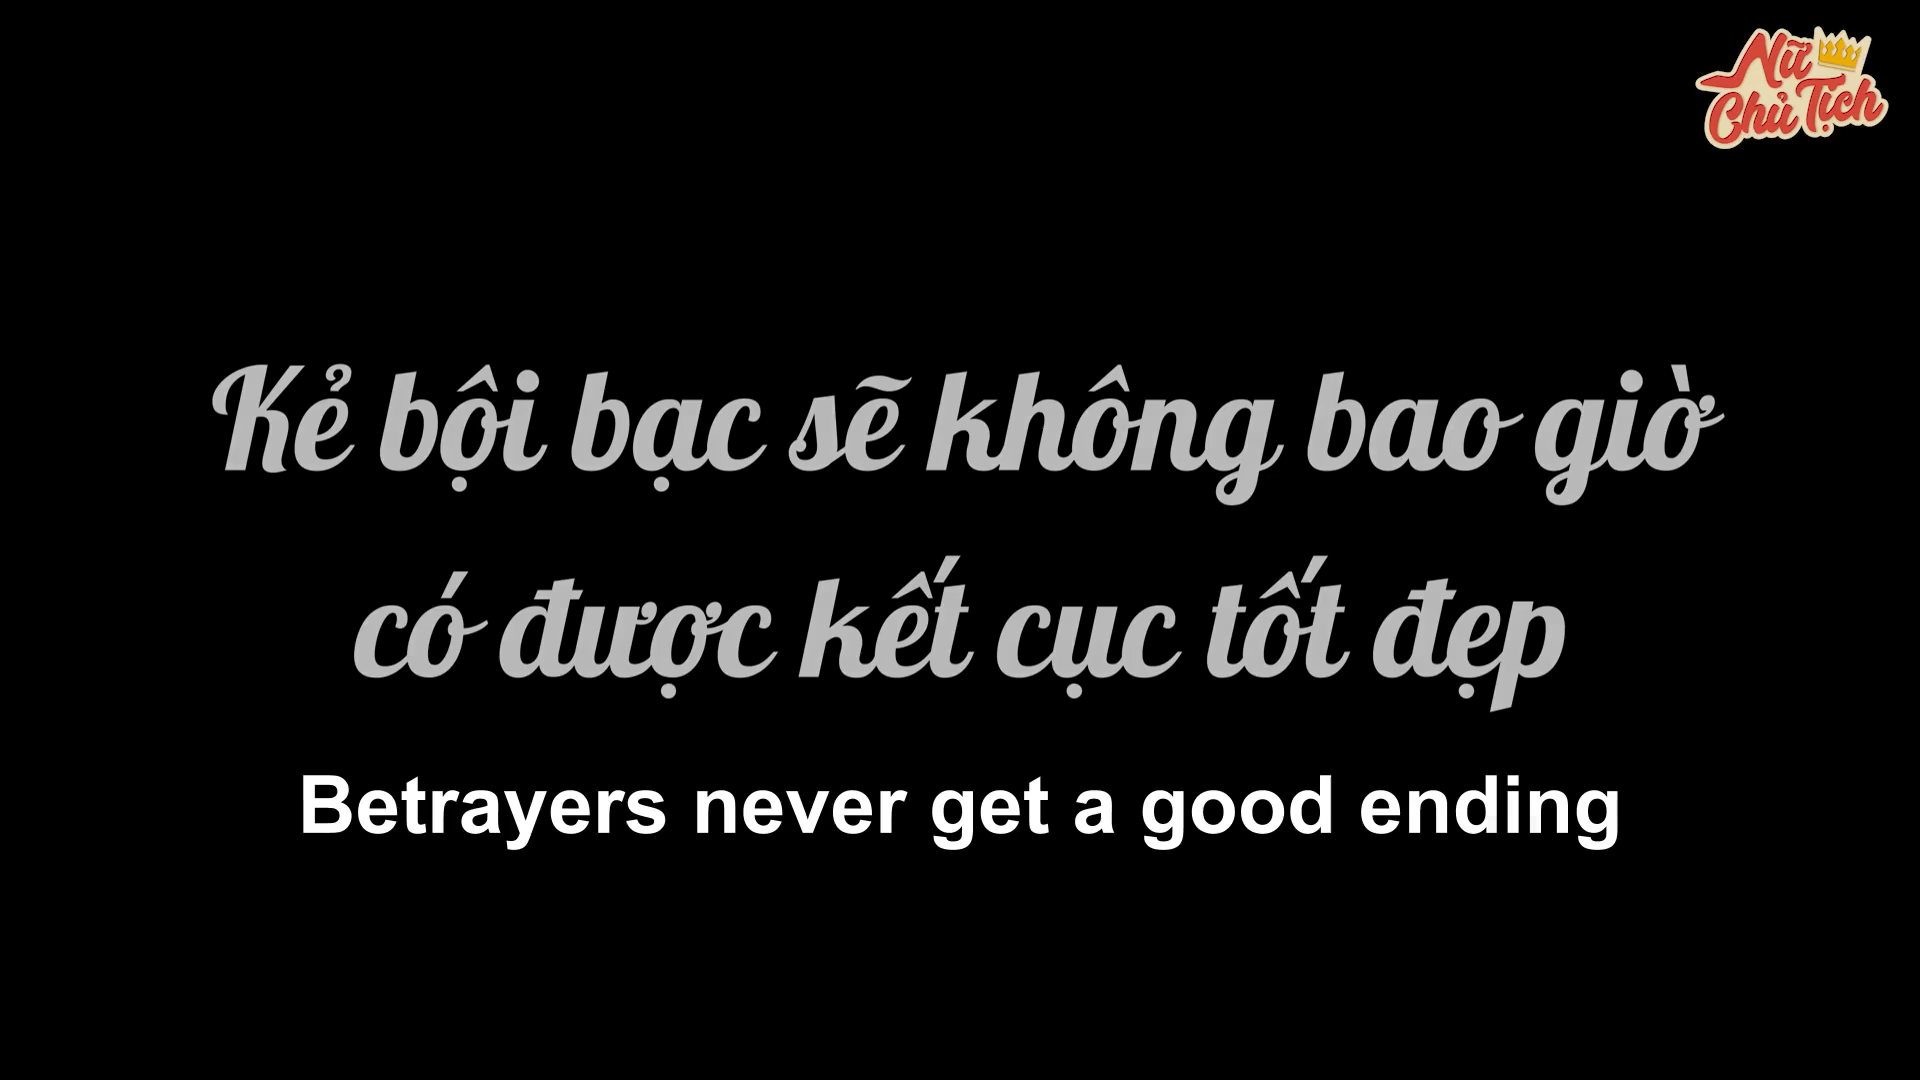 Nữ
Chủ Tịch
Kẻ bội bạc sẽ không bao giờ
có được kết cục tốt đẹp
Betrayers never get a good ending